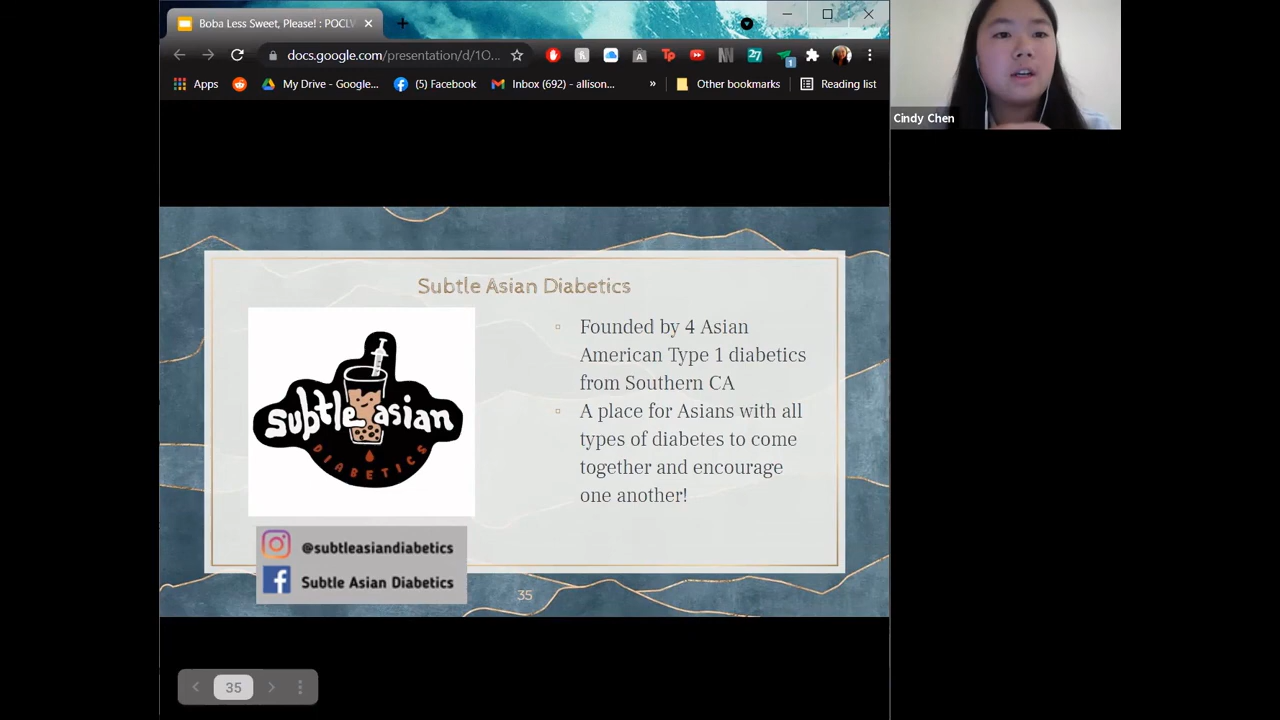 Boba Less Sweet, Please! : POCLV
docs.google.com/presentation/d/1O...
Apps
My Drive - Google...
(5) Facebook
Inbox (692) - allison...
»
Other bookmarks
Reading list
Cindy Chen
Subtle Asian Diabetics
subtle asian
DIABETICS
Founded by 4 Asian
American Type 1 diabetics
from Southern CA
A place for Asians with all
types of diabetes to come
together and encourage
one another!
@subtleasiandiabetics
Subtle Asian Diabetics
35
35